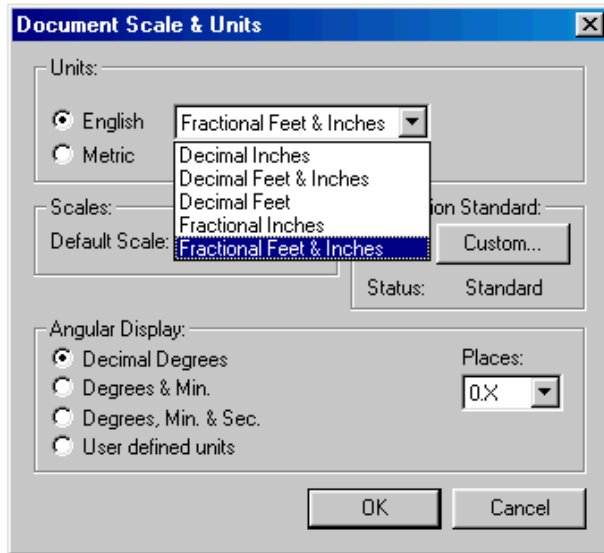 Document Scale & Units
Units:
English
Fractional Feet & Inches
Metric
Decimal Inches
Decimal Feet & Inches
Decimal Feet
Fractional Inches
Fractional Feet & Inches
Scales:
Default Scale:
ion Standard:
Custom...
Status: Standard
Angular Display:
Decimal Degrees
Degrees & Min.
Degrees, Min. & Sec.
User defined units
Places:
0.X
OK
Cancel